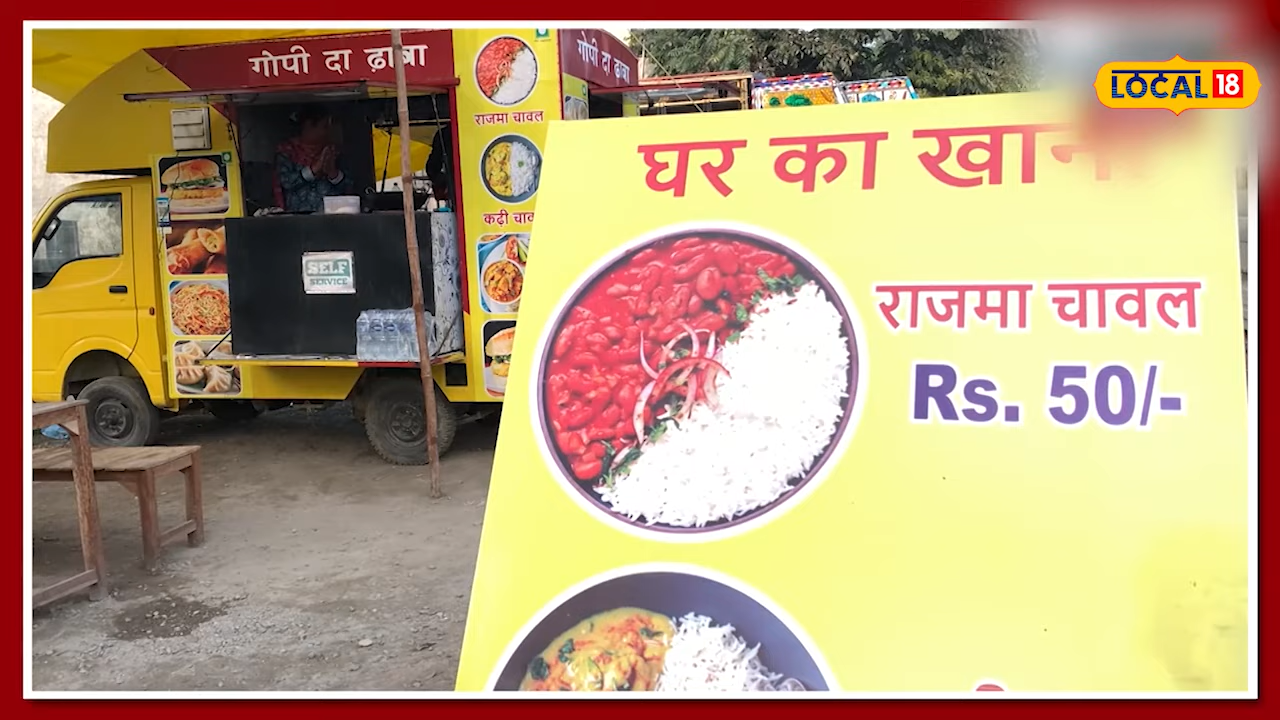 गोपी दा ढाबा
गोपी दा ढाबा
राजमा चावल
कढ़ी
SELF
SERVICE
LOCAL 18
घर का
राजमा चावल
Rs. 50/-